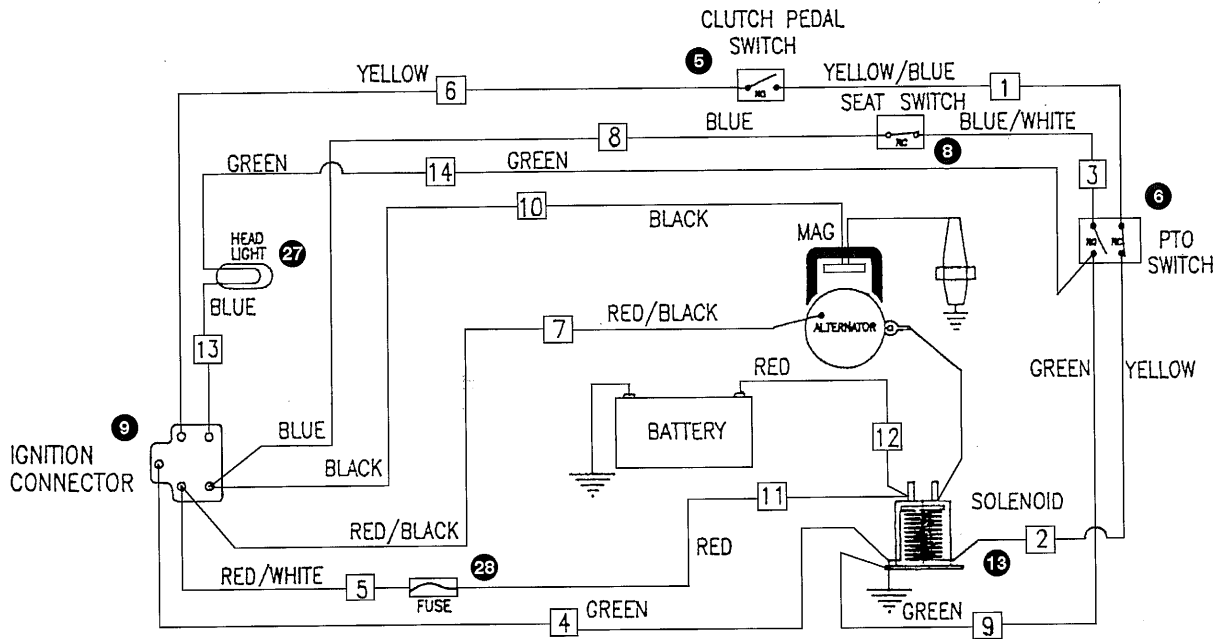 CLUTCH PEDAL
SWITCH
5
YELLOW
6
YELLOW/BLUE
1
NO
SEAT SWITCH
8
BLUE
BLUE/WHITE
NC
8
GREEN
14
GREEN
3
10
BLACK
6
MAG
NO
NC
PTO
SWITCH
HEAD
LIGHT
27
BLUE
RED/BLACK
7
ALTERNATOR
13
RED
GREEN
YELLOW
9
BLUE
BATTERY
12
IGNITION
CONNECTOR
BLACK
11
SOLENOID
RED/BLACK
RED
2
28
13
RED/WHITE
5
FUSE
4
GREEN
GREEN
9